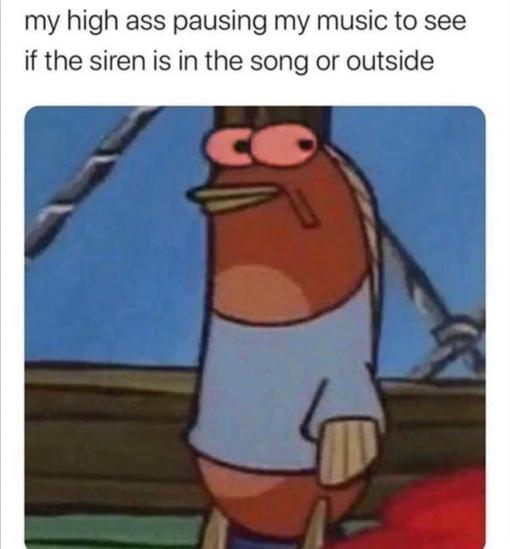 my high ass pausing my music to see
if the siren is in the song or outside